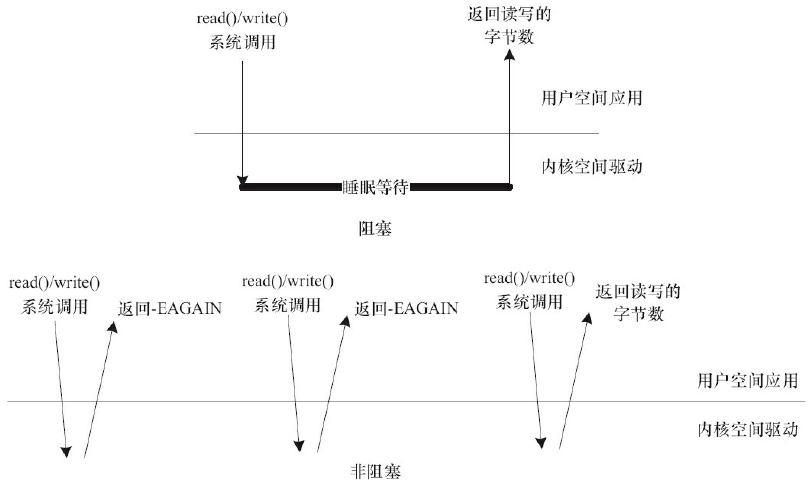 read()/write()
系统调用
返回读写的
字节数
用户空间应用
内核空间驱动
睡眠等待
阻塞
read()/write()
系统调用
返回-EAGAIN
read()/write()
系统调用
返回-EAGAIN
read()/write()
系统调用
返回读写的
字节数
用户空间应用
内核空间驱动
非阻塞